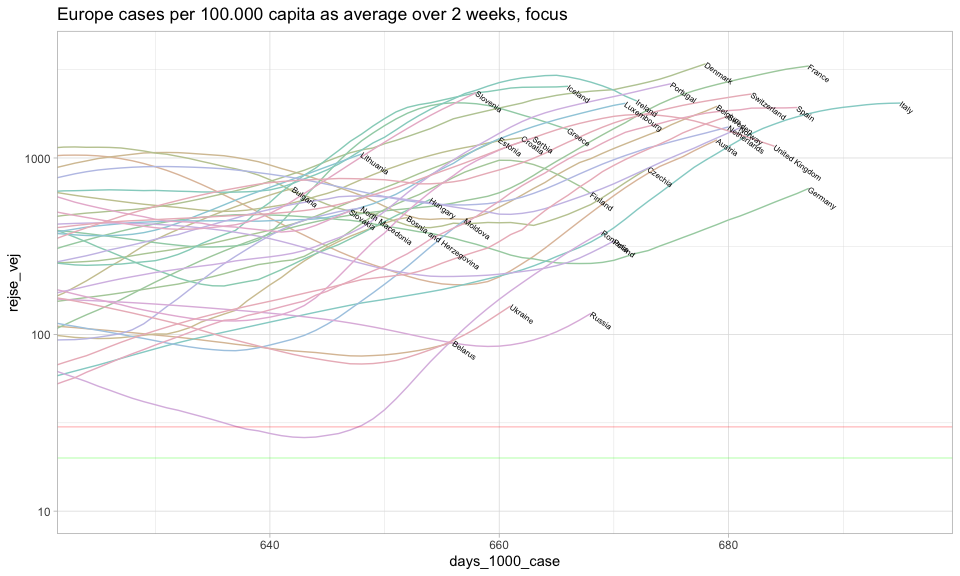 Europe cases per 100.000 capita as average over 2 weeks, focus
rejse_vej
1000
100
10
Denmark
France
Portugal
Iceland
Slovenia
Ireland
Luxembourg
Switzerland
Spain
Italy
Greece
Serbia
Croatia
Estonia
Netherlands
Austria
United Kingdom
Lithuania
Czechia
Bulgaria
Hungary
Finland
Germany
North Macedonia
Slovakia
Moldova
Bosnia and Herzegovina
Ukraine
Russia
Belarus
640
660
680
days_1000_case